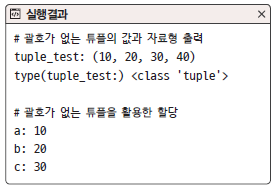 실행결과
# 괄호가 없는 튜플의 값과 자료형 출력
tuple_test: (10, 20, 30, 40)
type(tuple_test:) <class 'tuple'>
# 괄호가 없는 튜플을 활용한 할당
a: 10
b: 20
c: 30